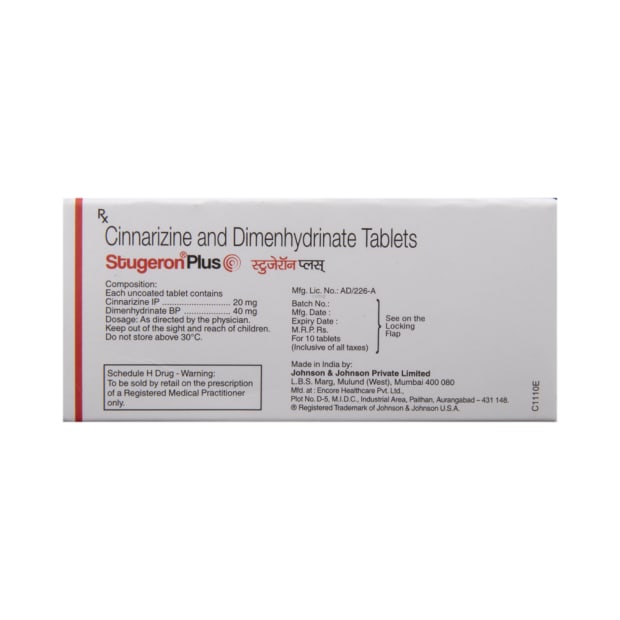 Rx
Cinnarizine and Dimenhydrinate Tablets
Stugeron® Plus स्टुजेरॉन प्लस्
Composition:
Each uncoated tablet contains
Cinnarizine IP ........................ 20 mg
Dimenhydrinate BP .................. 40 mg
Dosage: As directed by the physician.
Keep out of the sight and reach of children.
Do not store above 30°C.
Schedule H Drug - Warning:
To be sold by retail on the prescription
of a Registered Medical Practitioner
only.
Mfg. Lic. No.: AD/226-A
Batch No.:
Mfg. Date :
Expiry Date :
M.R.P. Rs.
For 10 tablets
(Inclusive of all taxes)
See on the
Locking
Flap
Made in India by:
Johnson & Johnson Private Limited
L.B.S. Marg, Mulund (West), Mumbai 400 080
Mfd. at : Encore Healthcare Pvt. Ltd.,
Plot No. D-5, M.I.D.C., Industrial Area, Paithan, Aurangabad – 431 148.
® Registered Trademark of Johnson & Johnson U.S.A.
C1110E